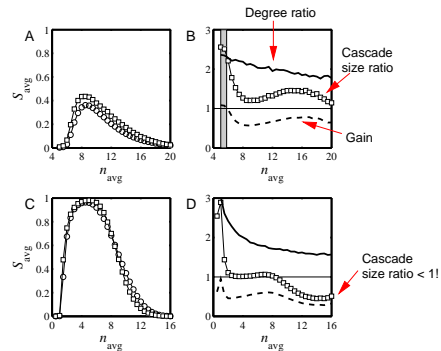 Degree ratio
A
B
1
0.8
0.6
0.4
0.2
0
S avg
4 8 12 16 20
n avg
3
2
1
0
4 8 12 16 20
n avg
Cascade
size ratio
Gain
C
D
1
0.8
0.6
0.4
0.2
0
S avg
0 4 8 12 16
n avg
3
2
1
0
0 4 8 12 16
n avg
Cascade
size ratio < 1!